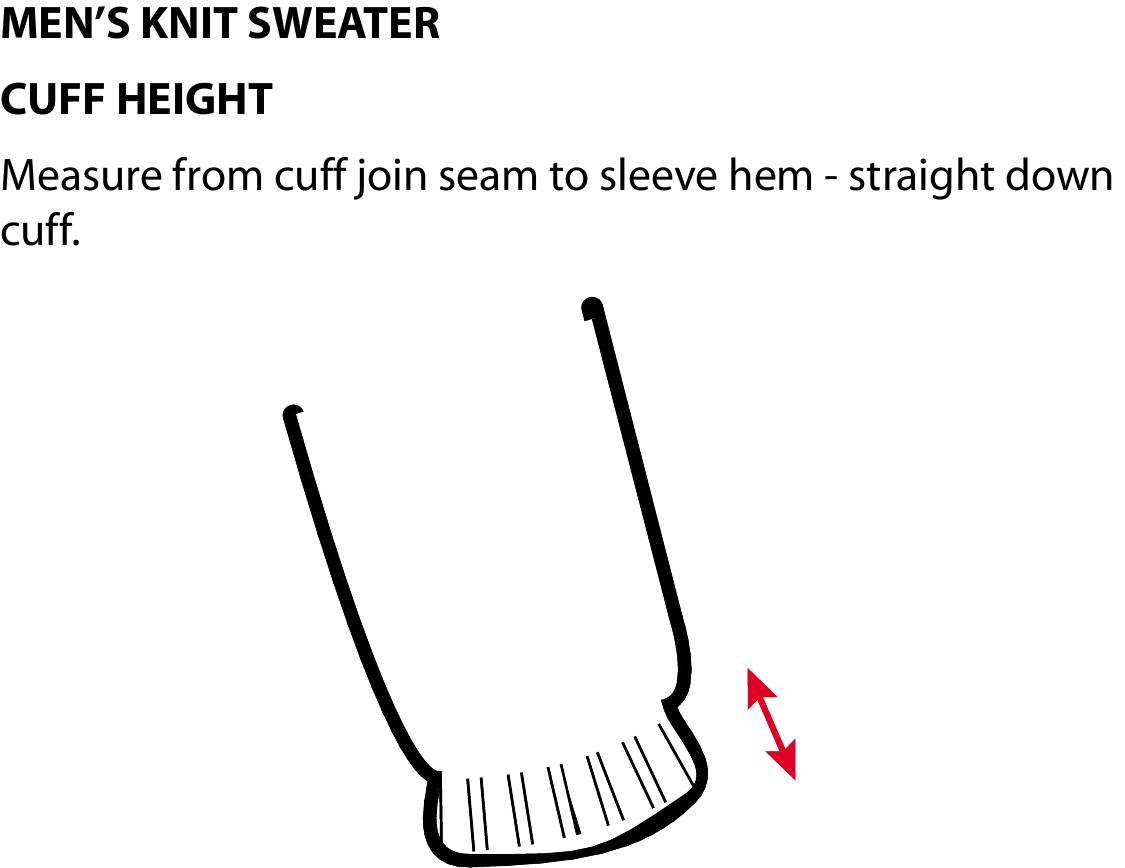 MEN’S KNIT SWEATER
CUFF HEIGHT
Measure from cuff join seam to sleeve hem - straight down
cuff.